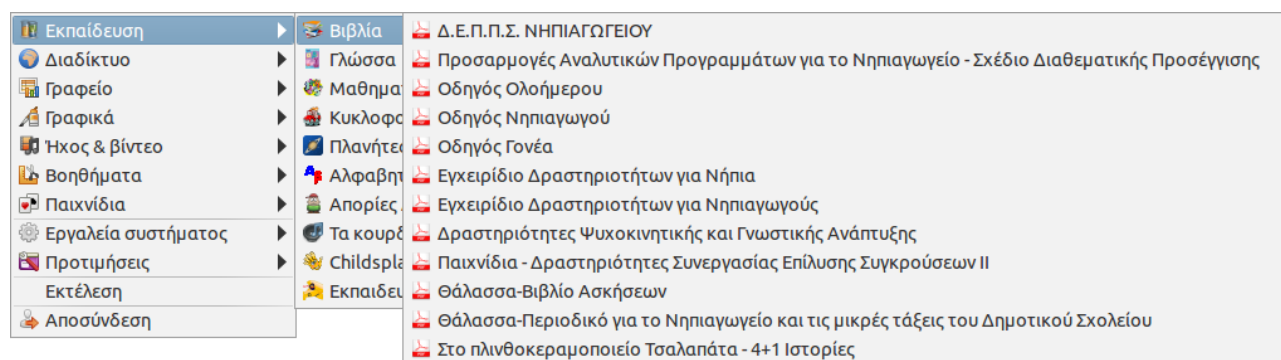 Εκπαίδευση
Διαδίκτυο
Γραφείο
Γραφικά
Ήχος & βίντεο
Βοηθήματα
Παιχνίδια
Εργαλεία συστήματος
Προτιμήσεις
Εκτέλεση
Αποσύνδεση
Βιβλία
Γλώσσα
Μαθημα
Κυκλοφο
Πλανήτες
Αλφαβητ
Απορίες
Τα κουρδ
Childspla
Εκπαιδευ
Δ.Ε.Π.Π.Σ. ΝΗΠΙΑΓΩΓΕΙΟΥ
Προσαρμογές Αναλυτικών Προγραμμάτων για το Νηπιαγωγείο - Σχέδιο Διαθεματικής Προσέγγισης
Οδηγός Ολοήμερου
Οδηγός Νηπιαγωγού
Οδηγός Γονέα
Εγχειρίδιο Δραστηριοτήτων για Νήπια
Εγχειρίδιο Δραστηριοτήτων για Νηπιαγωγούς
Δραστηριότητες Ψυχοκινητικής και Γνωστικής Ανάπτυξης
Παιχνίδια - Δραστηριότητες Συνεργασίας Επίλυσης Συγκρούσεων ΙΙ
Θάλασσα-Βιβλίο Ασκήσεων
Θάλασσα-Περιοδικό για το Νηπιαγωγείο και τις μικρές τάξεις του Δημοτικού Σχολείου
Στο πλινθοκεραμοποιείο Τσαλαπάτα - 4+1 Ιστορίες